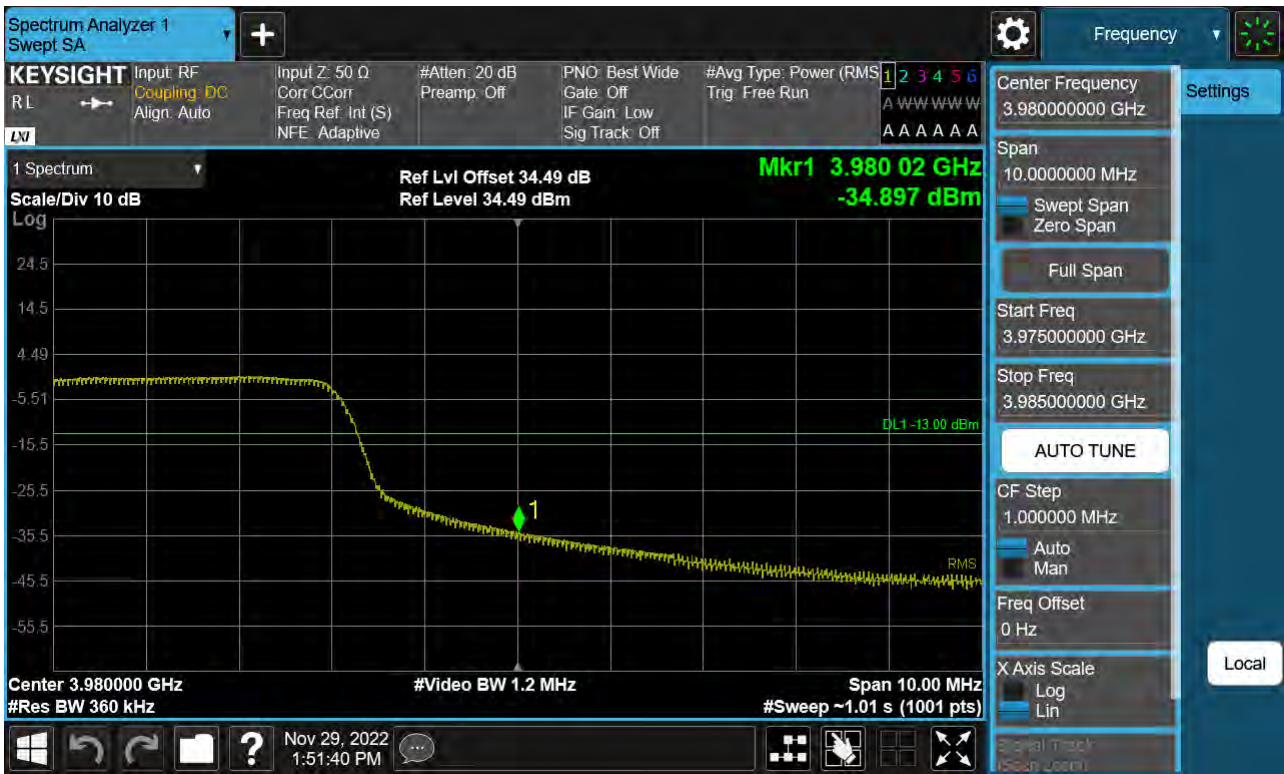 Spectrum Analyzer 1
Swept SA
Frequency
KEYSIGHT
RL
LXI
Input: RF
Coupling: DC
Align: Auto
Input Z: 50 Ω
Corr CCorr
Freq Ref: Int (S)
NFE: Adaptive
#Atten: 20 dB
Preamp: Off
PNO: Best Wide
Gate: Off
IF Gain: Low
Sig Track: Off
#Avg Type: Power (RMS
Trig: Free Run
1 2 3 4 5 6
A W W W W W
A A A A A A
1 Spectrum
Scale/Div 10 dB
Log
Ref Lvl Offset 34.49 dB
Ref Level 34.49 dBm
Mkr1 3.980 02 GHz
-34.897 dBm
24.5
14.5
4.49
-5.51
-15.5
-25.5
-35.5
-45.5
-55.5
DL1 -13.00 dBm
1
RMS
Center 3.980000 GHz
#Res BW 360 kHz
#Video BW 1.2 MHz
Span 10.00 MHz
#Sweep ~1.01 s (1001 pts)
Center Frequency
3.980000000 GHz
Settings
Span
10.0000000 MHz
Swept Span
Zero Span
Full Span
Start Freq
3.975000000 GHz
Stop Freq
3.985000000 GHz
AUTO TUNE
CF Step
1.000000 MHz
Auto
Man
Freq Offset
0 Hz
X Axis Scale
Log
Lin
Signal Track
(Span Zoom)
Local
?
Nov 29, 2022
1:51:40 PM